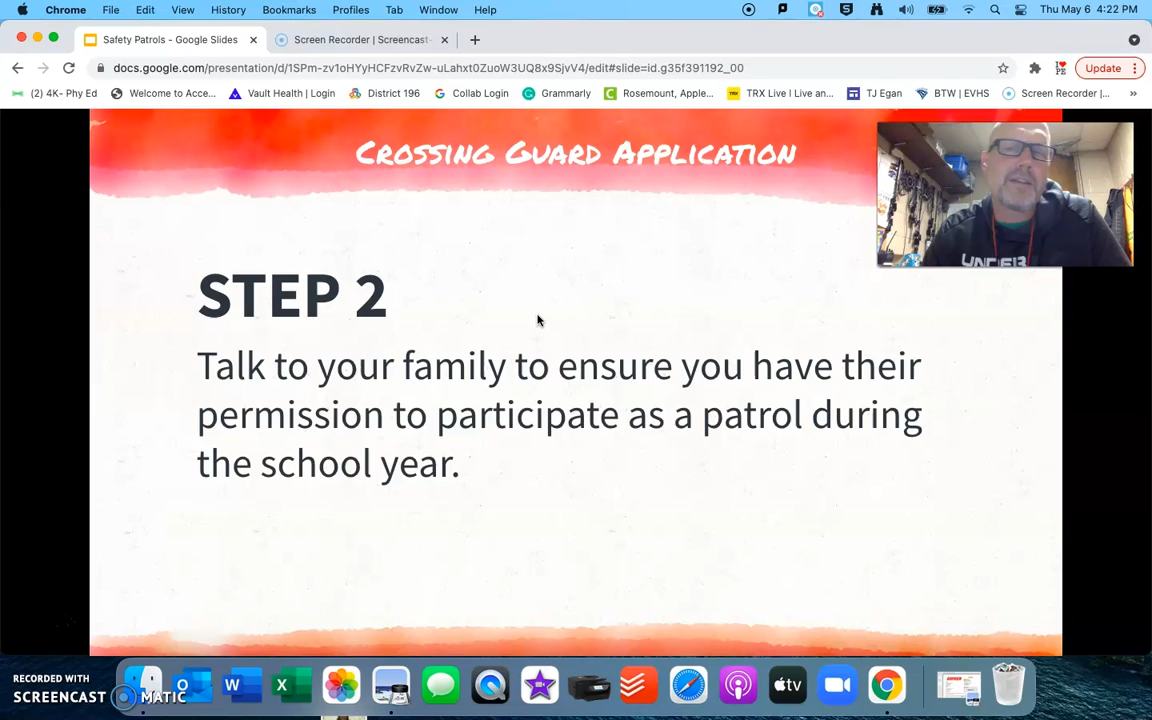 Chrome File Edit View History Bookmarks Profiles Tab Window Help Thu May 6 4:22 PM
Safety Patrols - Google Slides Screen Recorder | Screencast-
docs.google.com/presentation/d/1SPm-zv1oHYyHCFzvRvZw-uLahxt0ZuoW3UQ8x9SjvV4/edit#slide=id.g35f391192_00 Update
(2) 4K- Phy Ed Welcome to Acce... Vault Health | Login District 196 Collab Login Grammarly Rosemount, Apple... TRX Live I Live an... TJ Egan BTW | EVHS Screen Recorder |... »
Crossing Guard Application
UNDER
STEP 2
Talk to your family to ensure you have their
permission to participate as a patrol during
the school year.
RECORDED WITH
SCREENCAST MATIC